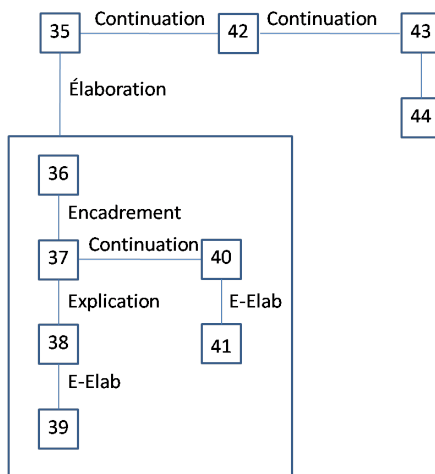 Continuation Continuation
35 42 43
Élaboration
44
36
Encadrement
Continuation
37 40
Explication E-Elab
38 41
E-Elab
39